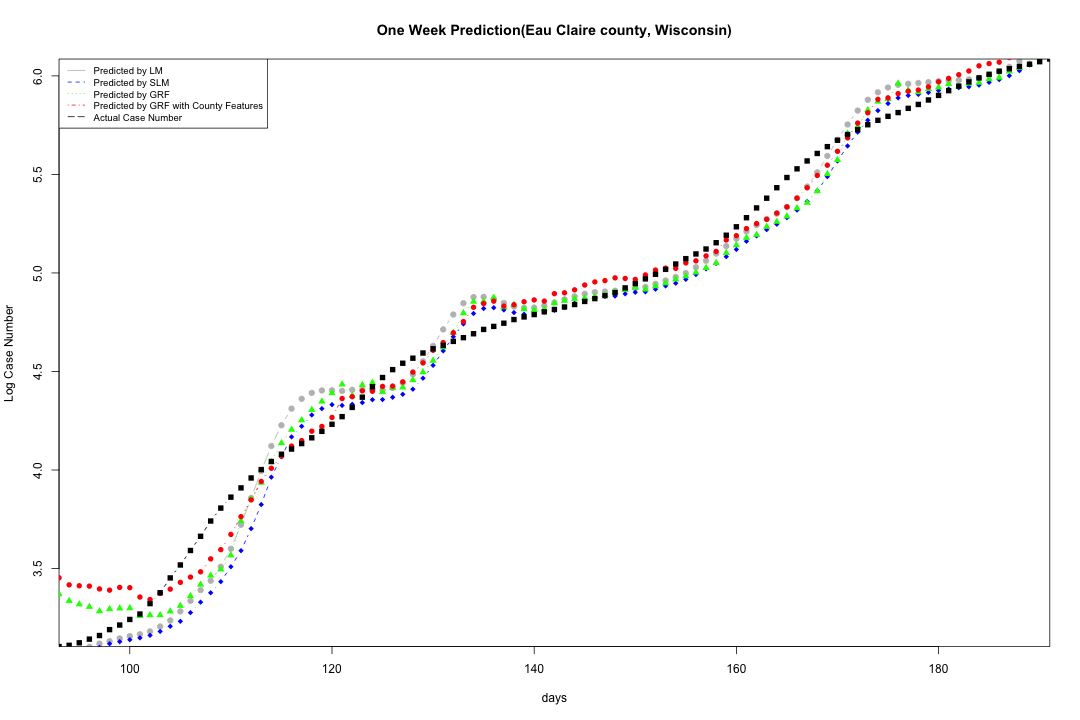 One Week Prediction(Eau Claire county, Wisconsin)
Predicted by LM
Predicted by SLM
Predicted by GRF
Predicted by GRF with County Features
Actual Case Number
6.0
5.5
5.0
4.5
4.0
3.5
Log Case Number
100 120 140 160 180
days